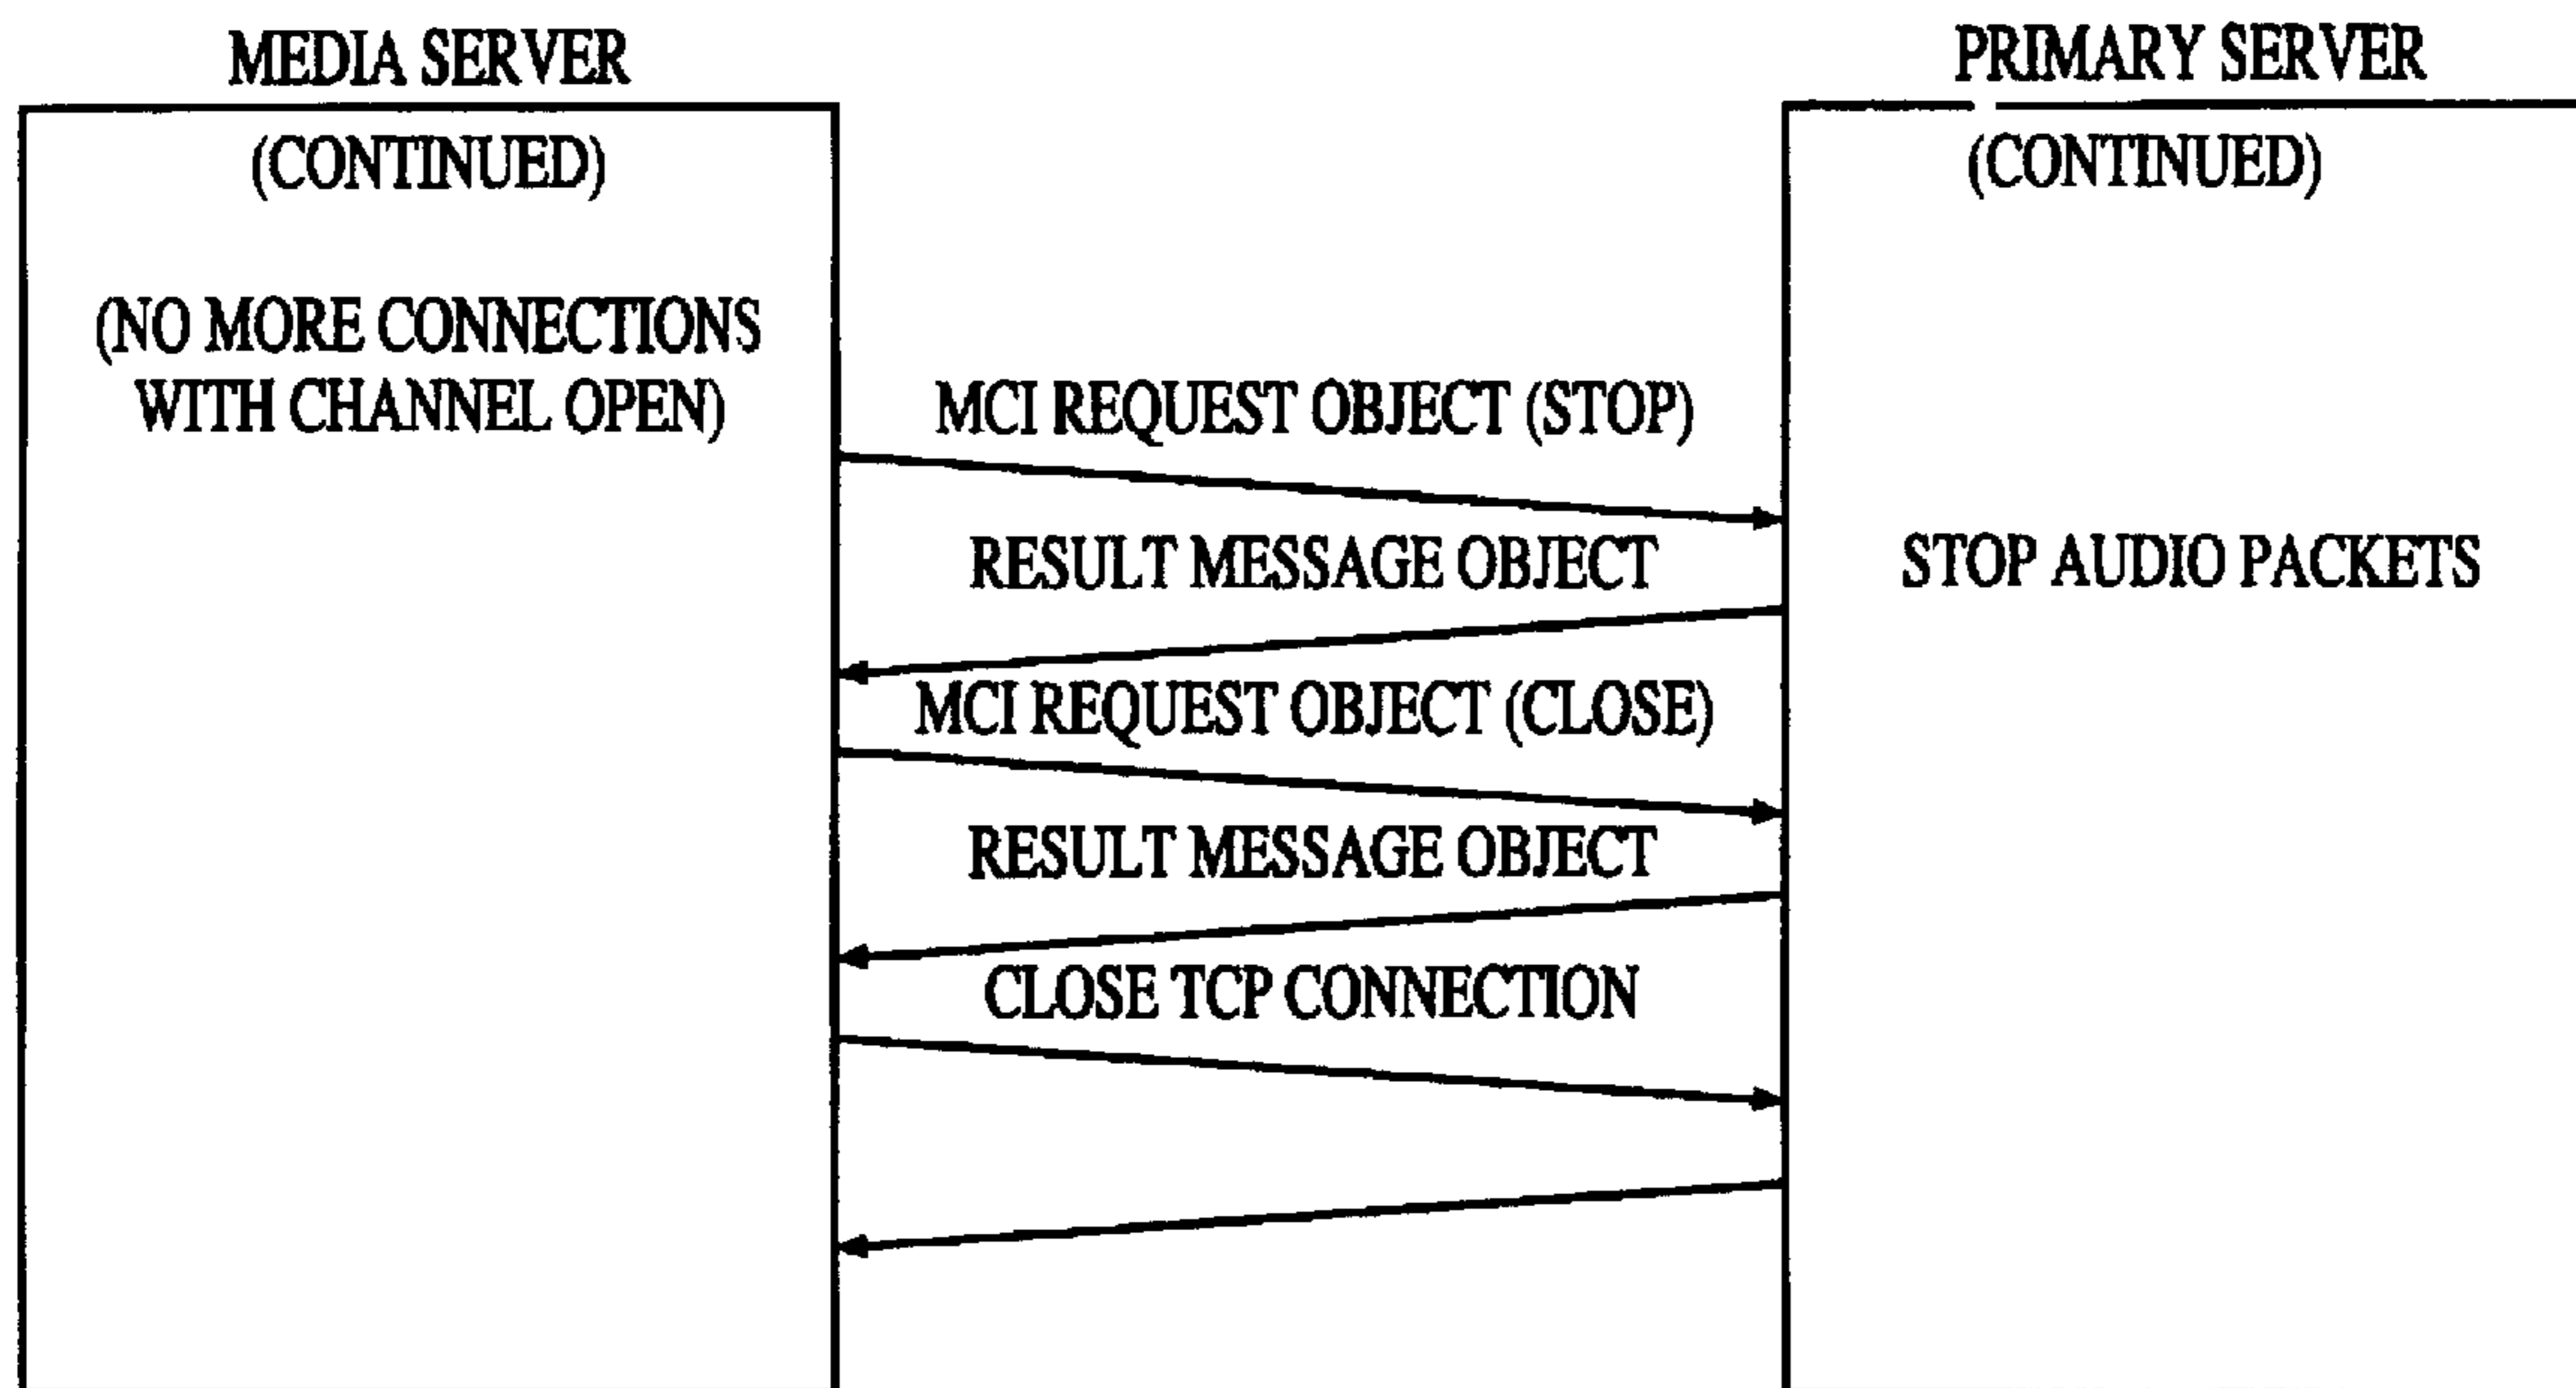 MEDIA SERVER
PRIMARY SERVER
(CONTINUED)
(CONTINUED)
(NO MORE CONNECTIONS
WITH CHANNEL OPEN)
MCI REQUEST OBJECT (STOP)
RESULT MESSAGE OBJECT
STOP AUDIO PACKETS
MCI REQUEST OBJECT (CLOSE)
RESULT MESSAGE OBJECT
CLOSE TCP CONNECTION